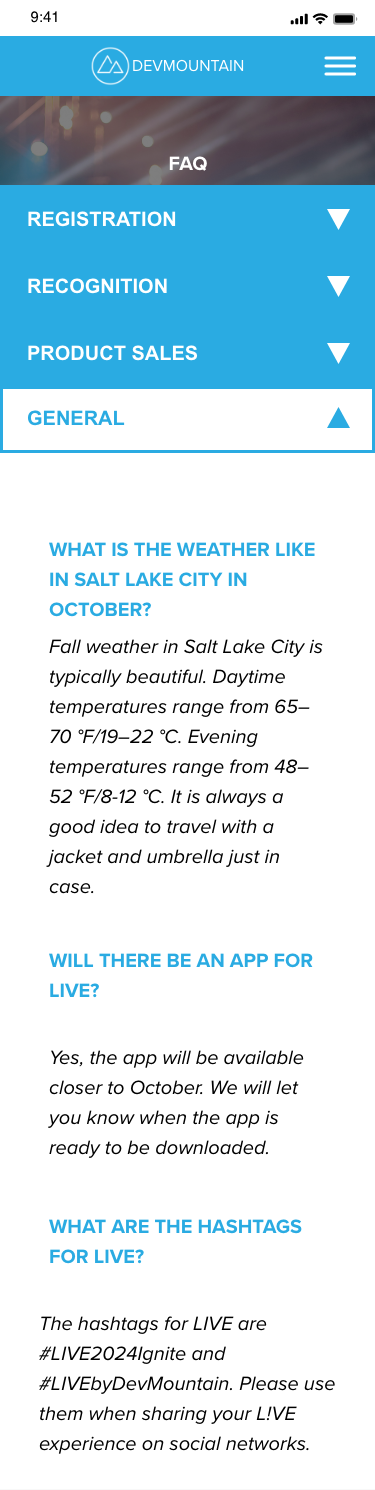 9:41
DEVMOUNTAIN
FAQ
REGISTRATION
RECOGNITION
PRODUCT SALES
GENERAL
WHAT IS THE WEATHER LIKE
IN SALT LAKE CITY IN
OCTOBER?
Fall weather in Salt Lake City is
typically beautiful. Daytime
temperatures range from 65–
70 °F/19–22 °C. Evening
temperatures range from 48–
52 °F/8-12 °C. It is always a
good idea to travel with a
jacket and umbrella just in
case.
WILL THERE BE AN APP FOR
LIVE?
Yes, the app will be available
closer to October. We will let
you know when the app is
ready to be downloaded.
WHAT ARE THE HASHTAGS
FOR LIVE?
The hashtags for LIVE are
#LIVE2024Ignite and
#LIVEbyDevMountain. Please use
them when sharing your L!VE
experience on social networks.